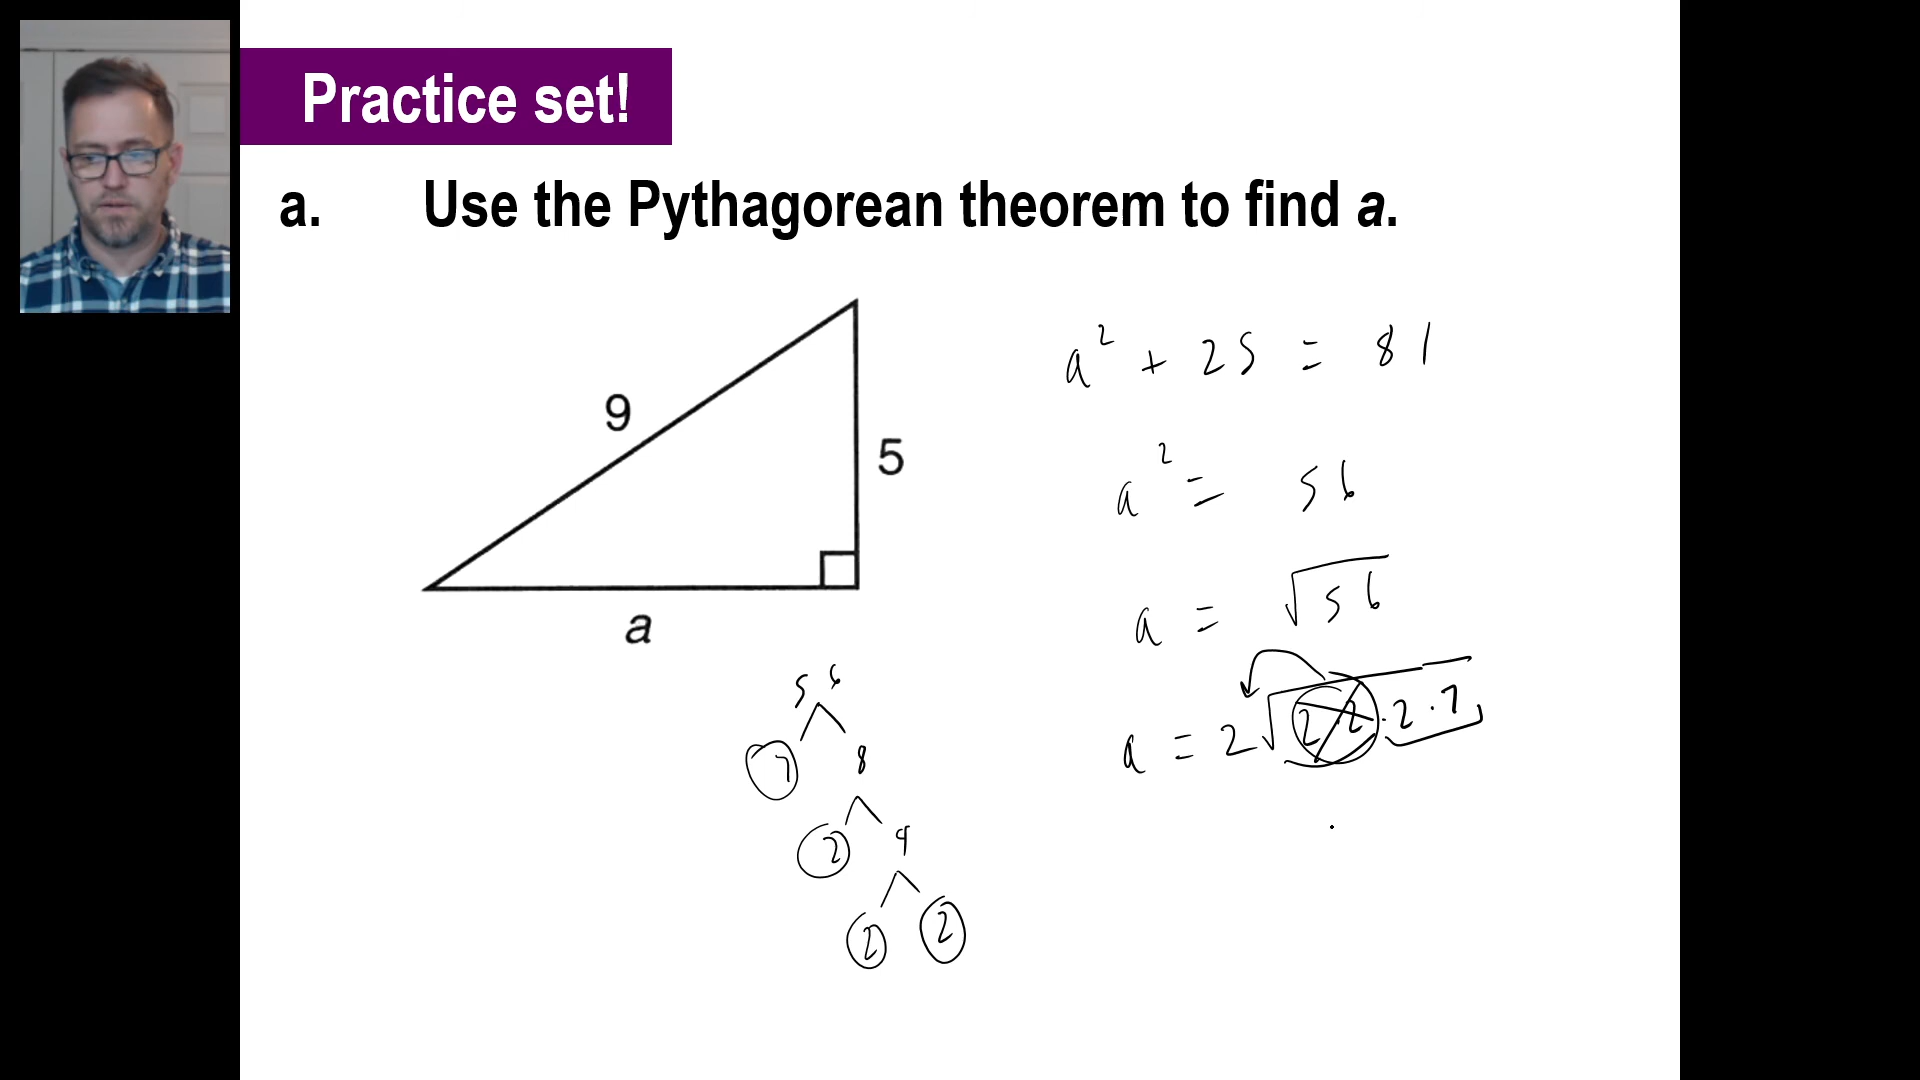 Practice set!
a. Use the Pythagorean theorem to find a.
9
5
a
a² + 25 = 81
a² = 56
a = √56
a = 2√2·2·2·7
56
7 8
2 4
2 2